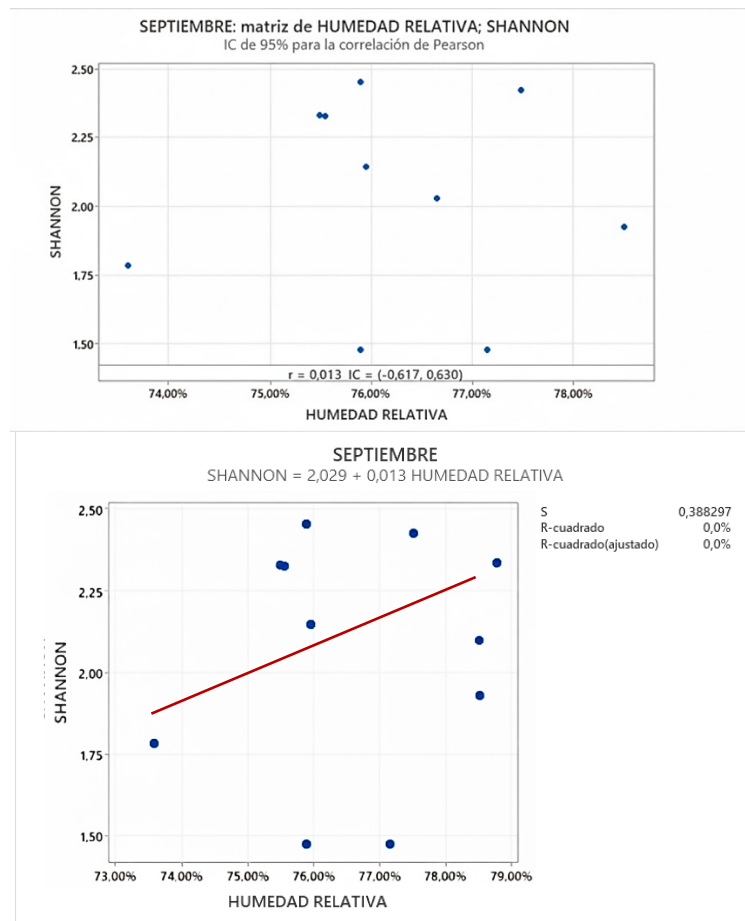 SEPTIEMBRE: matriz de HUMEDAD RELATIVA; SHANNON
IC de 95% para la correlación de Pearson
2.50
2.25
2.00
1.75
1.50
SHANNON
r = 0,013 IC = (-0,617, 0,630)
74,00% 75,00% 76,00% 77,00% 78,00%
HUMEDAD RELATIVA
SEPTIEMBRE
SHANNON = 2,029 + 0,013 HUMEDAD RELATIVA
S 0,388297
R-cuadrado 0,0%
R-cuadrado(ajustado) 0,0%
2.50
2.25
2.00
1.75
1.50
SHANNON
73,00% 74,00% 75,00% 76,00% 77,00% 78,00% 79,00%
HUMEDAD RELATIVA